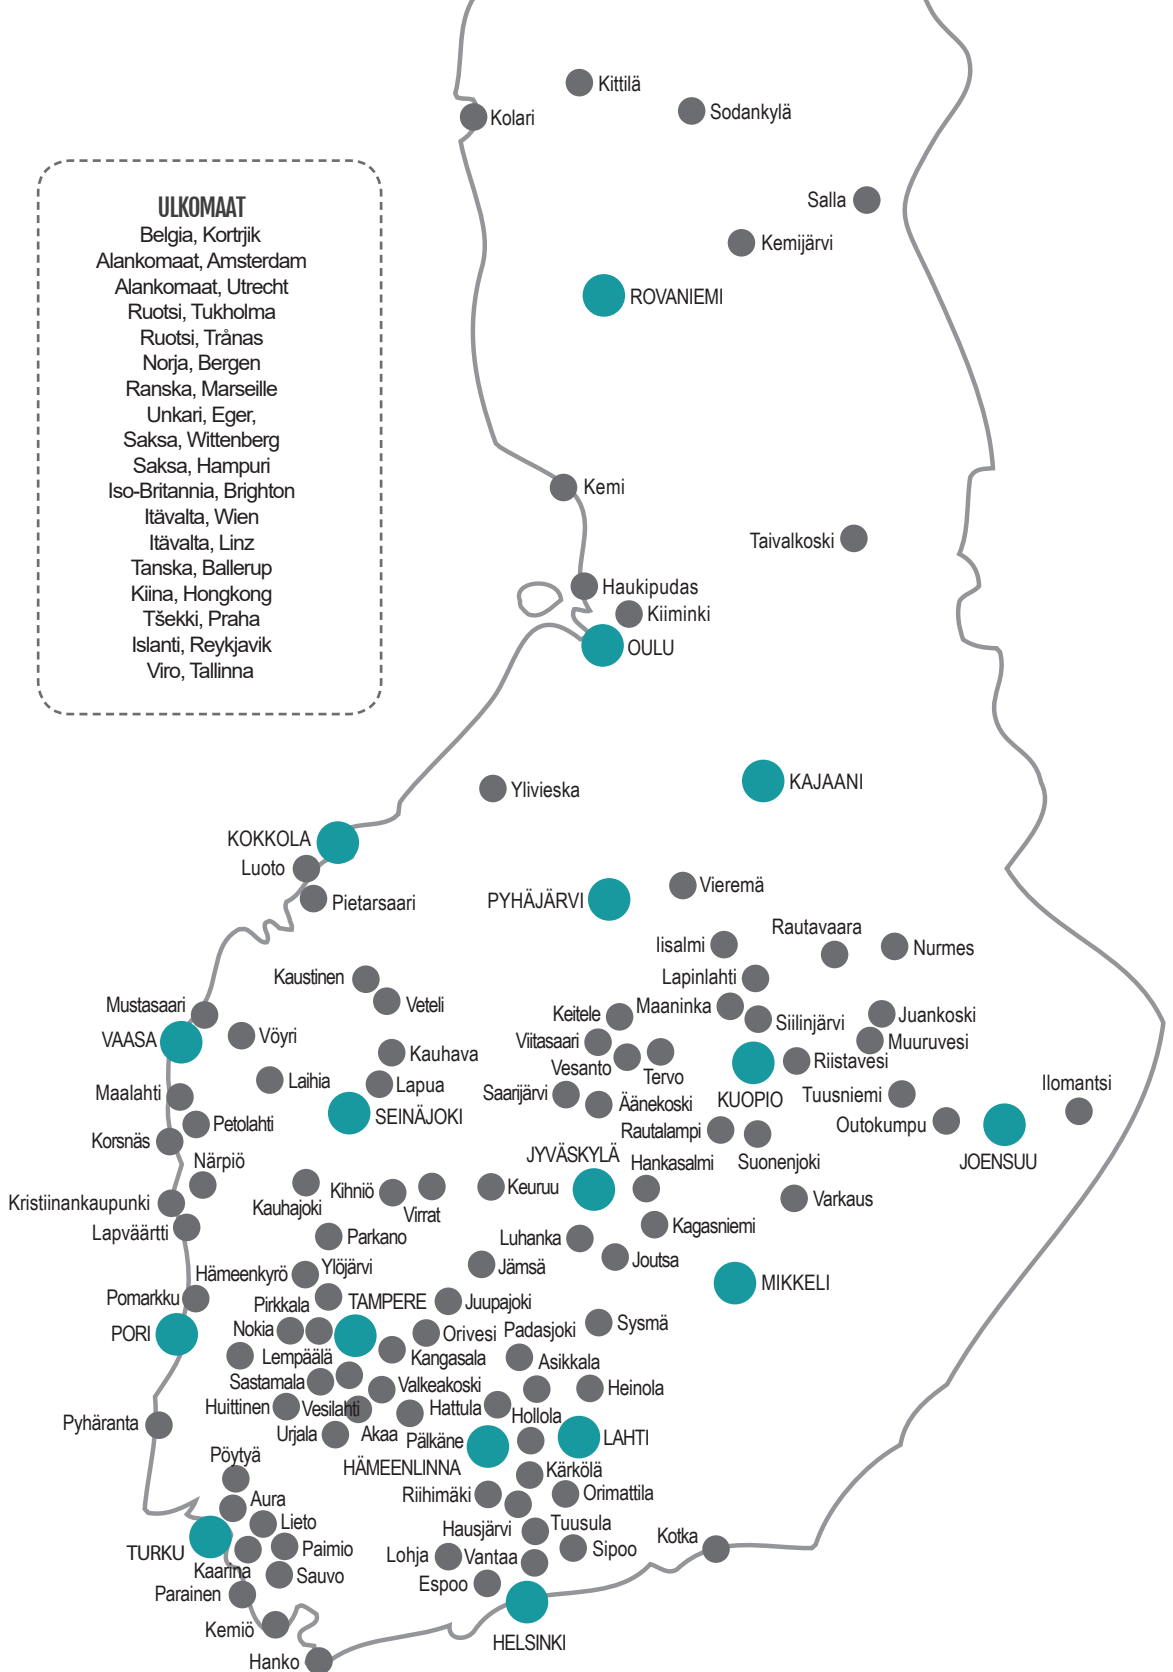 Kittilä
Sodankylä
Kolari
Salla
Kemijärvi
ROVANIEMI
ULKOMAAT
Belgia, Kortrjik
Alankomaat, Amsterdam
Alankomaat, Utrecht
Ruotsi, Tukholma
Ruotsi, Trånas
Norja, Bergen
Ranska, Marseille
Unkari, Eger,
Saksa, Wittenberg
Saksa, Hampuri
Iso-Britannia, Brighton
Itävalta, Wien
Itävalta, Linz
Tanska, Ballerup
Kiina, Hongkong
Tšekki, Praha
Islanti, Reykjavik
Viro, Tallinna
Kemi
Taivalkoski
Haukipudas
Kiiminki
OULU
Ylivieska
KAJAANI
KOKKOLA
Luoto
Pietarsaari
PYHÄJÄRVI
Vieremä
Rautavaara
Iisalmi
Nurmes
Kaustinen
Lapinlahti
Mustasaari
Veteli
Keitele
Maaninka
Siilinjärvi
Juankoski
VAASA
Vöyri
Viitasaari
Muuruvesi
Kauhava
Vesanto
Tervo
Riistavesi
Laihia
Lapua
Maalahti
Saarijärvi
Äänekoski
KUOPIO
Tuusniemi
Ilomantsi
Petolahti
SEINÄJOKI
Rautalampi
Outokumpu
Korsnäs
JYVÄSKYLÄ
Hankasalmi
Suonenjoki
JOENSUU
Närpiö
Kristiinankaupunki
Kauhajoki
Kihniö
Virrat
Keuruu
Varkaus
Lapväärtti
Parkano
Luhanka
Kagasniemi
Joutsa
Hämeenkyrö
Ylöjärvi
Jämsä
MIKKELI
Pomarkku
Pirkkala
TAMPERE
Juupajoki
PORI
Nokia
Orivesi
Padasjoki
Sysmä
Lempäälä
Kangasala
Asikkala
Sastamala
Valkeakoski
Heinola
Huittinen
Vesilahti
Hattula
Hollola
Pyhäranta
Urjala
Akaa
Pälkäne
LAHTI
Pöytyä
HÄMEENLINNA
Kärkölä
Riihimäki
Orimattila
Aura
Lieto
Hausjärvi
Tuusula
TURKU
Paimio
Lohja
Vantaa
Sipoo
Kotka
Kaarina
Sauvo
Espoo
Parainen
Kemiö
HELSINKI
Hanko